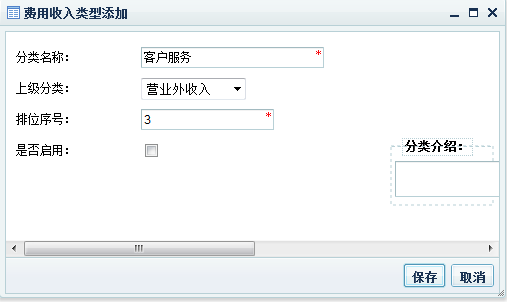 费用收入类型添加
分类名称： 客户服务 *
上级分类： 营业外收入
排位序号： 3 *
是否启用：
分类介绍：
保存 取消